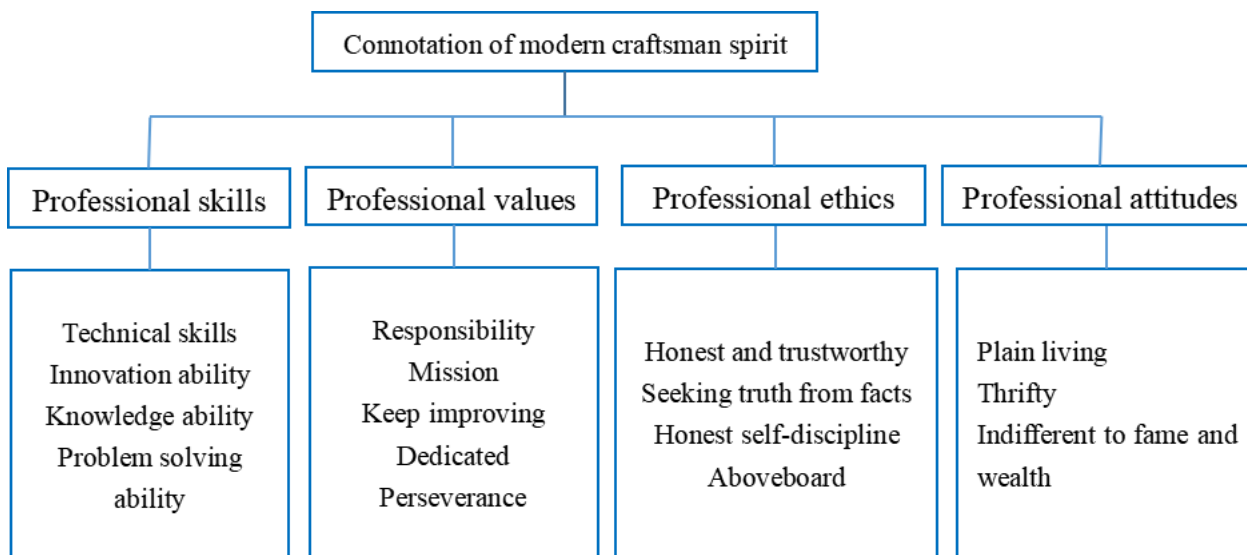 Connotation of modern craftsman spirit
Professional skills
Professional values
Professional ethics
Professional attitudes
Technical skills
Innovation ability
Knowledge ability
Problem solving
ability
Responsibility
Mission
Keep improving
Dedicated
Perseverance
Honest and trustworthy
Seeking truth from facts
Honest self-discipline
Aboveboard
Plain living
Thrifty
Indifferent to fame and
wealth